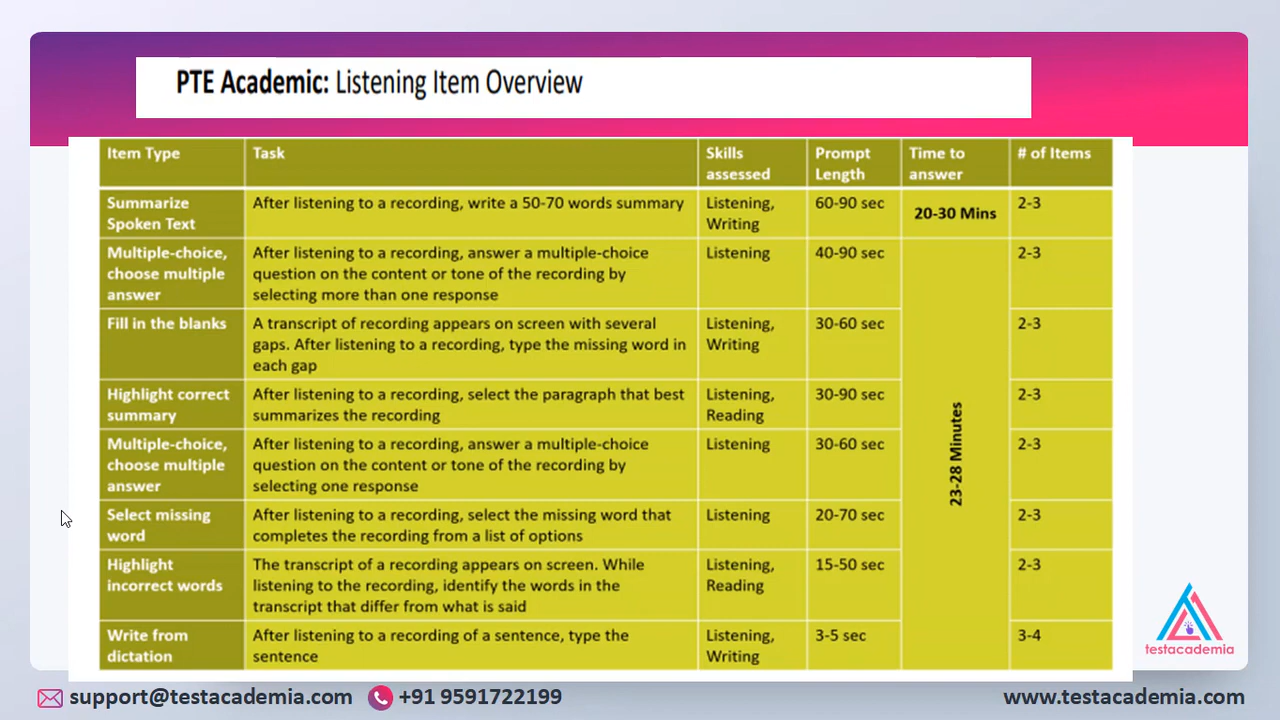 PTE Academic: Listening Item Overview
Item Type
Task
Skills
assessed
Prompt
Length
Time to
answer
# of Items
Summarize
Spoken Text
After listening to a recording, write a 50-70 words summary
Listening,
Writing
60-90 sec
20-30 Mins
2-3
Multiple-choice,
choose multiple
answer
After listening to a recording, answer a multiple-choice
question on the content or tone of the recording by
selecting more than one response
Listening
40-90 sec
23-28 Minutes
2-3
Fill in the blanks
A transcript of recording appears on screen with several
gaps. After listening to a recording, type the missing word in
each gap
Listening,
Writing
30-60 sec
2-3
Highlight correct
summary
After listening to a recording, select the paragraph that best
summarizes the recording
Listening,
Reading
30-90 sec
2-3
Multiple-choice,
choose multiple
answer
After listening to a recording, answer a multiple-choice
question on the content or tone of the recording by
selecting one response
Listening
30-60 sec
2-3
Select missing
word
After listening to a recording, select the missing word that
completes the recording from a list of options
Listening
20-70 sec
2-3
Highlight
incorrect words
The transcript of a recording appears on screen. While
listening to the recording, identify the words in the
transcript that differ from what is said
Listening,
Reading
15-50 sec
2-3
Write from
dictation
After listening to a recording of a sentence, type the
sentence
Listening,
Writing
3-5 sec
3-4
testacademia
support@testacademia.com
+91 9591722199
www.testacademia.com